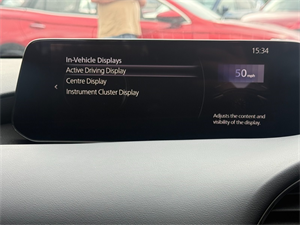 15:34
In-Vehicle Displays
Active Driving Display
Centre Display
Instrument Cluster Display
50 mph
Adjusts the content and
visibility of the display.